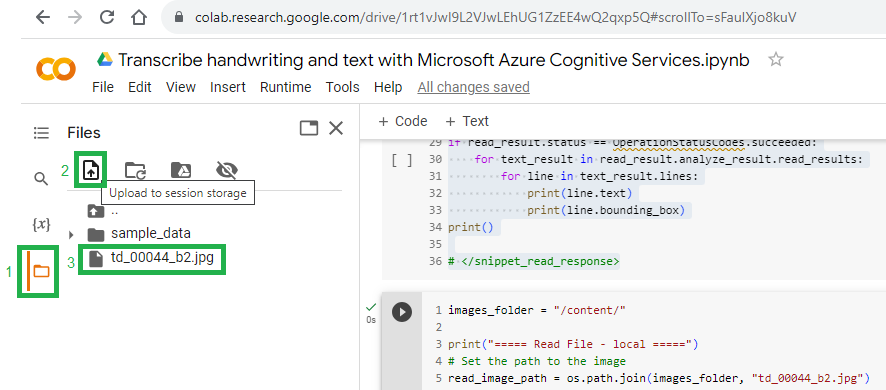 colab.research.google.com/drive/1rt1vJwI9L2VJwLEhUG1ZzEE4wQ2qxp5Q#scrollTo=sFaulXjo8kuV
CO
Transcribe handwriting and text with Microsoft Azure Cognitive Services.ipynb
File Edit View Insert Runtime Tools Help All changes saved
Files
+ Code + Text
2
Upload to session storage
..
{x}
sample_data
1
3 td_00044_b2.jpg
29 if read_result.status == OperationStatusCodes.succeeded:
[ ] 30 for text_result in read_result.analyze_result.read_results:
31 for line in text_result.lines:
32 print(line.text)
33 print(line.bounding_box)
34 print()
35
36 # </snippet_read_response>
0s
1 images_folder = "/content/"
2
3 print("===== Read File - local =====")
4 # Set the path to the image
5 read_image_path = os.path.join(images_folder, "td_00044_b2.jpg")